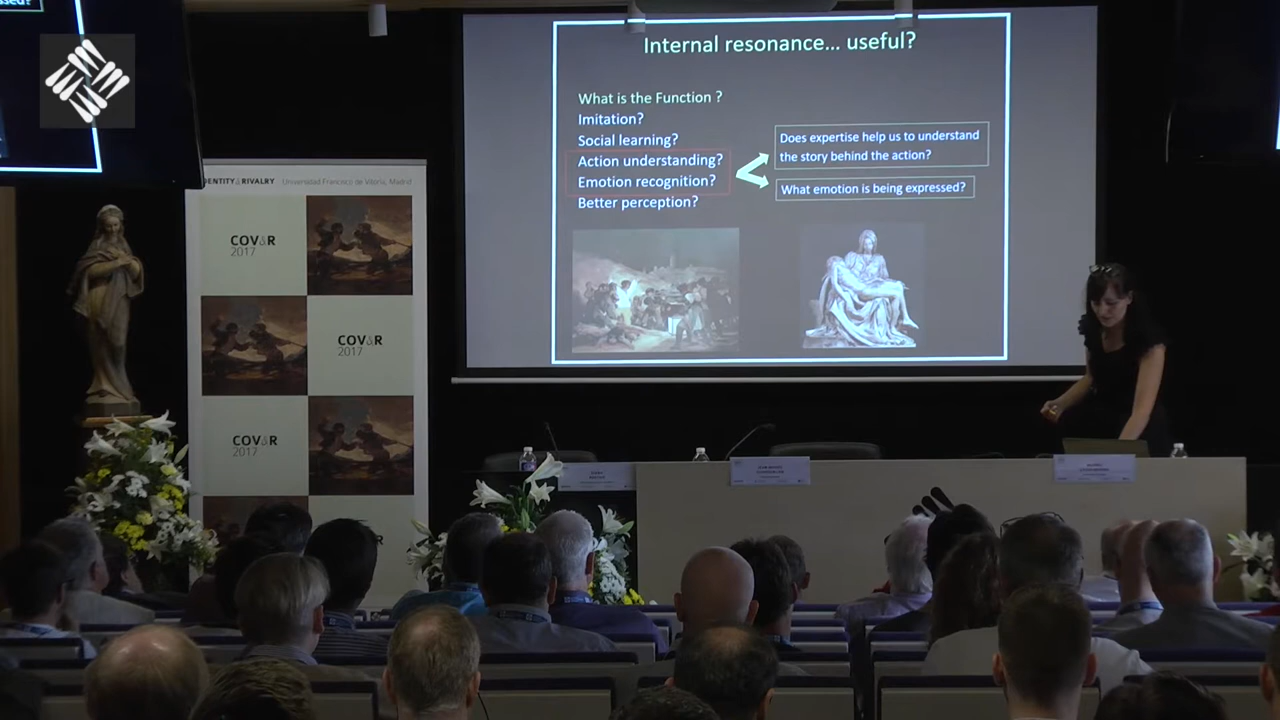 Internal resonance... useful?
What is the Function ?
Imitation?
Social learning?
Action understanding?
Emotion recognition?
Better perception?
Does expertise help us to understand
the story behind the action?
What emotion is being expressed?
IDENTITY&RIVALRY Universidad Francisco de Vitoria, Madrid
COV&R
2017
COV&R
2017
COV&R
2017